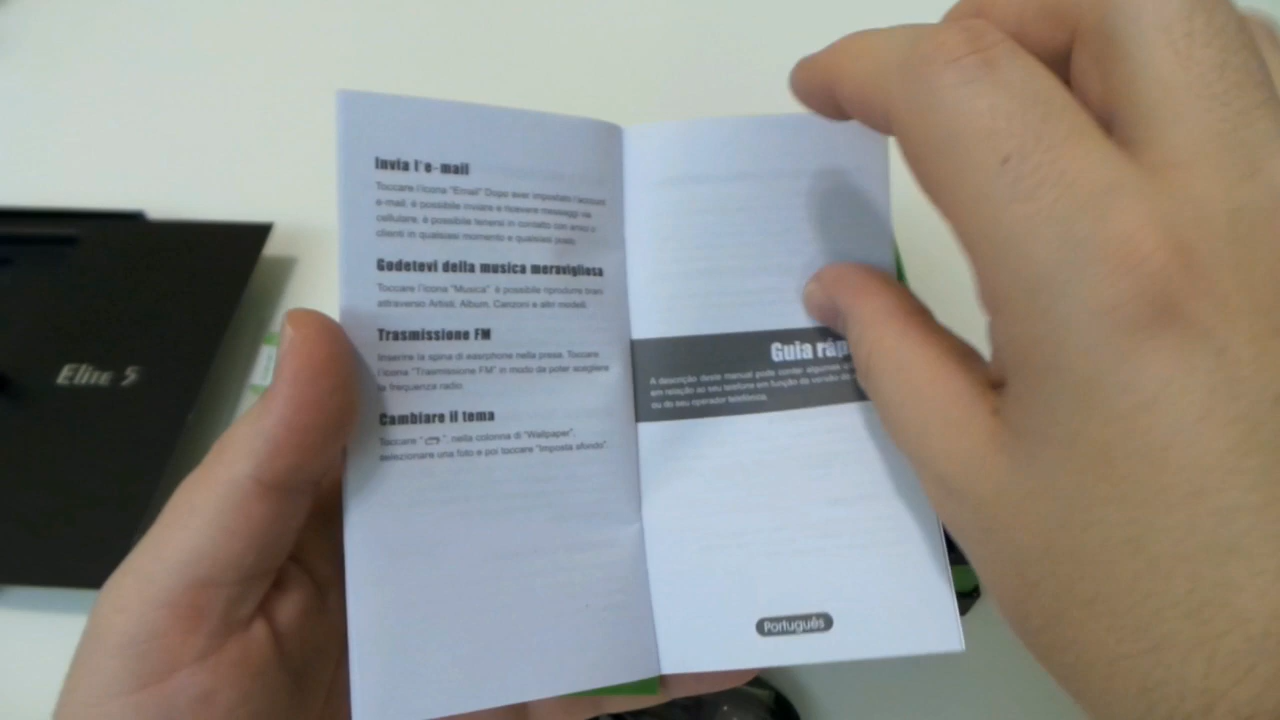 Elite 5
Invia l'e-mail
Toccare l'icona "Email" Dopo aver impostato l'account
e-mail, è possibile inviare e ricevere messaggi via
cellulare, è possibile tenersi in contatto con amici o
clienti in qualsiasi momento e qualsiasi posto.
Godetevi della musica meravigliosa
Toccare l'icona "Musica" è possibile riprodurre brani
attraverso Artisti, Album, Canzoni e altri modelli.
Trasmissione FM
Inserire la spina di earphone nella presa. Toccare
l'icona "Trasmissione FM" in modo da poter scegliere
la frequenza radio.
Cambiare il tema
Toccare " ", nella colonna di "Wallpaper",
selezionare una foto e poi toccare "Imposta sfondo".
Guia ráp
A descrição deste manual pode conter algumas
em relação ao seu telefone em função da versão
ou do seu operador telefónico.
Português